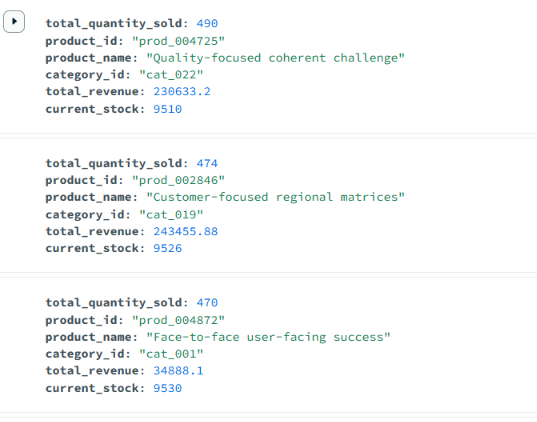 total_quantity_sold: 490
product_id: "prod_004725"
product_name: "Quality-focused coherent challenge"
category_id: "cat_022"
total_revenue: 230633.2
current_stock: 9510
total_quantity_sold: 474
product_id: "prod_002846"
product_name: "Customer-focused regional matrices"
category_id: "cat_019"
total_revenue: 243455.88
current_stock: 9526
total_quantity_sold: 470
product_id: "prod_004872"
product_name: "Face-to-face user-facing success"
category_id: "cat_001"
total_revenue: 34888.1
current_stock: 9530